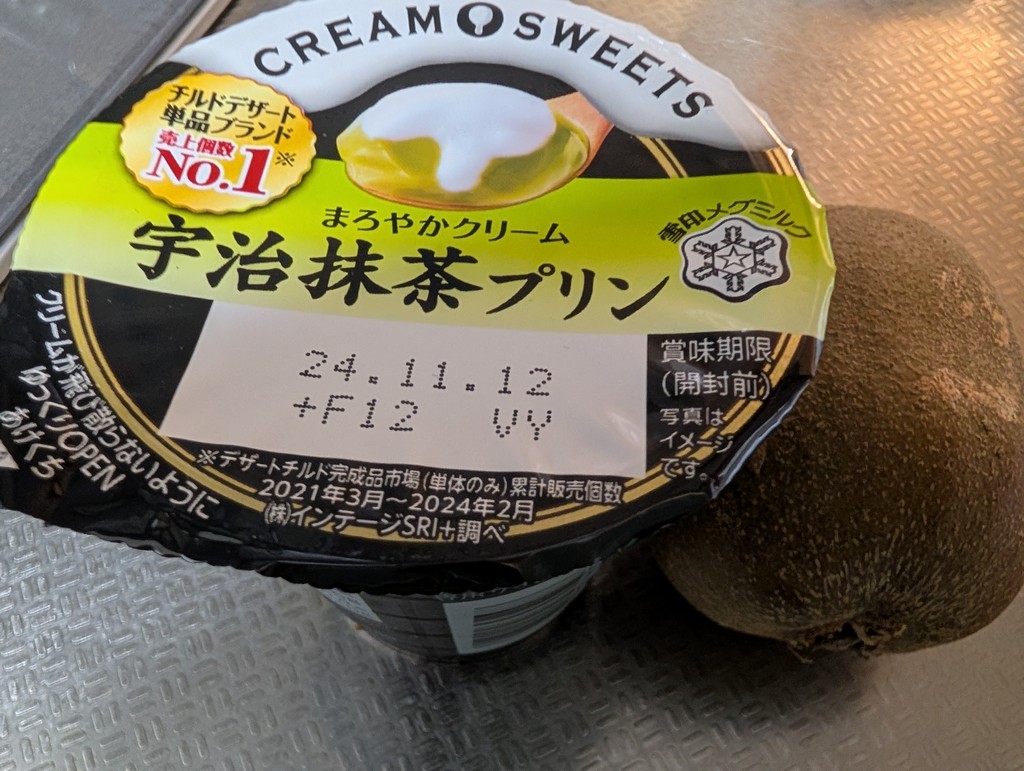 CREAM SWEETS
チルドデザート
単品ブランド
売上個数
No.1※
まろやかクリーム
宇治抹茶プリン
雪印メグミルク
賞味期限
(開封前)
写真は
イメージ
です。
24.11.12
+F12 VY
クリームが飛び散らないように
ゆっくりOPEN
あけくち
※デザートチルド完成品市場(単体のみ)累計販売個数
2021年3月～2024年2月
(株)インテージSRI+調べ